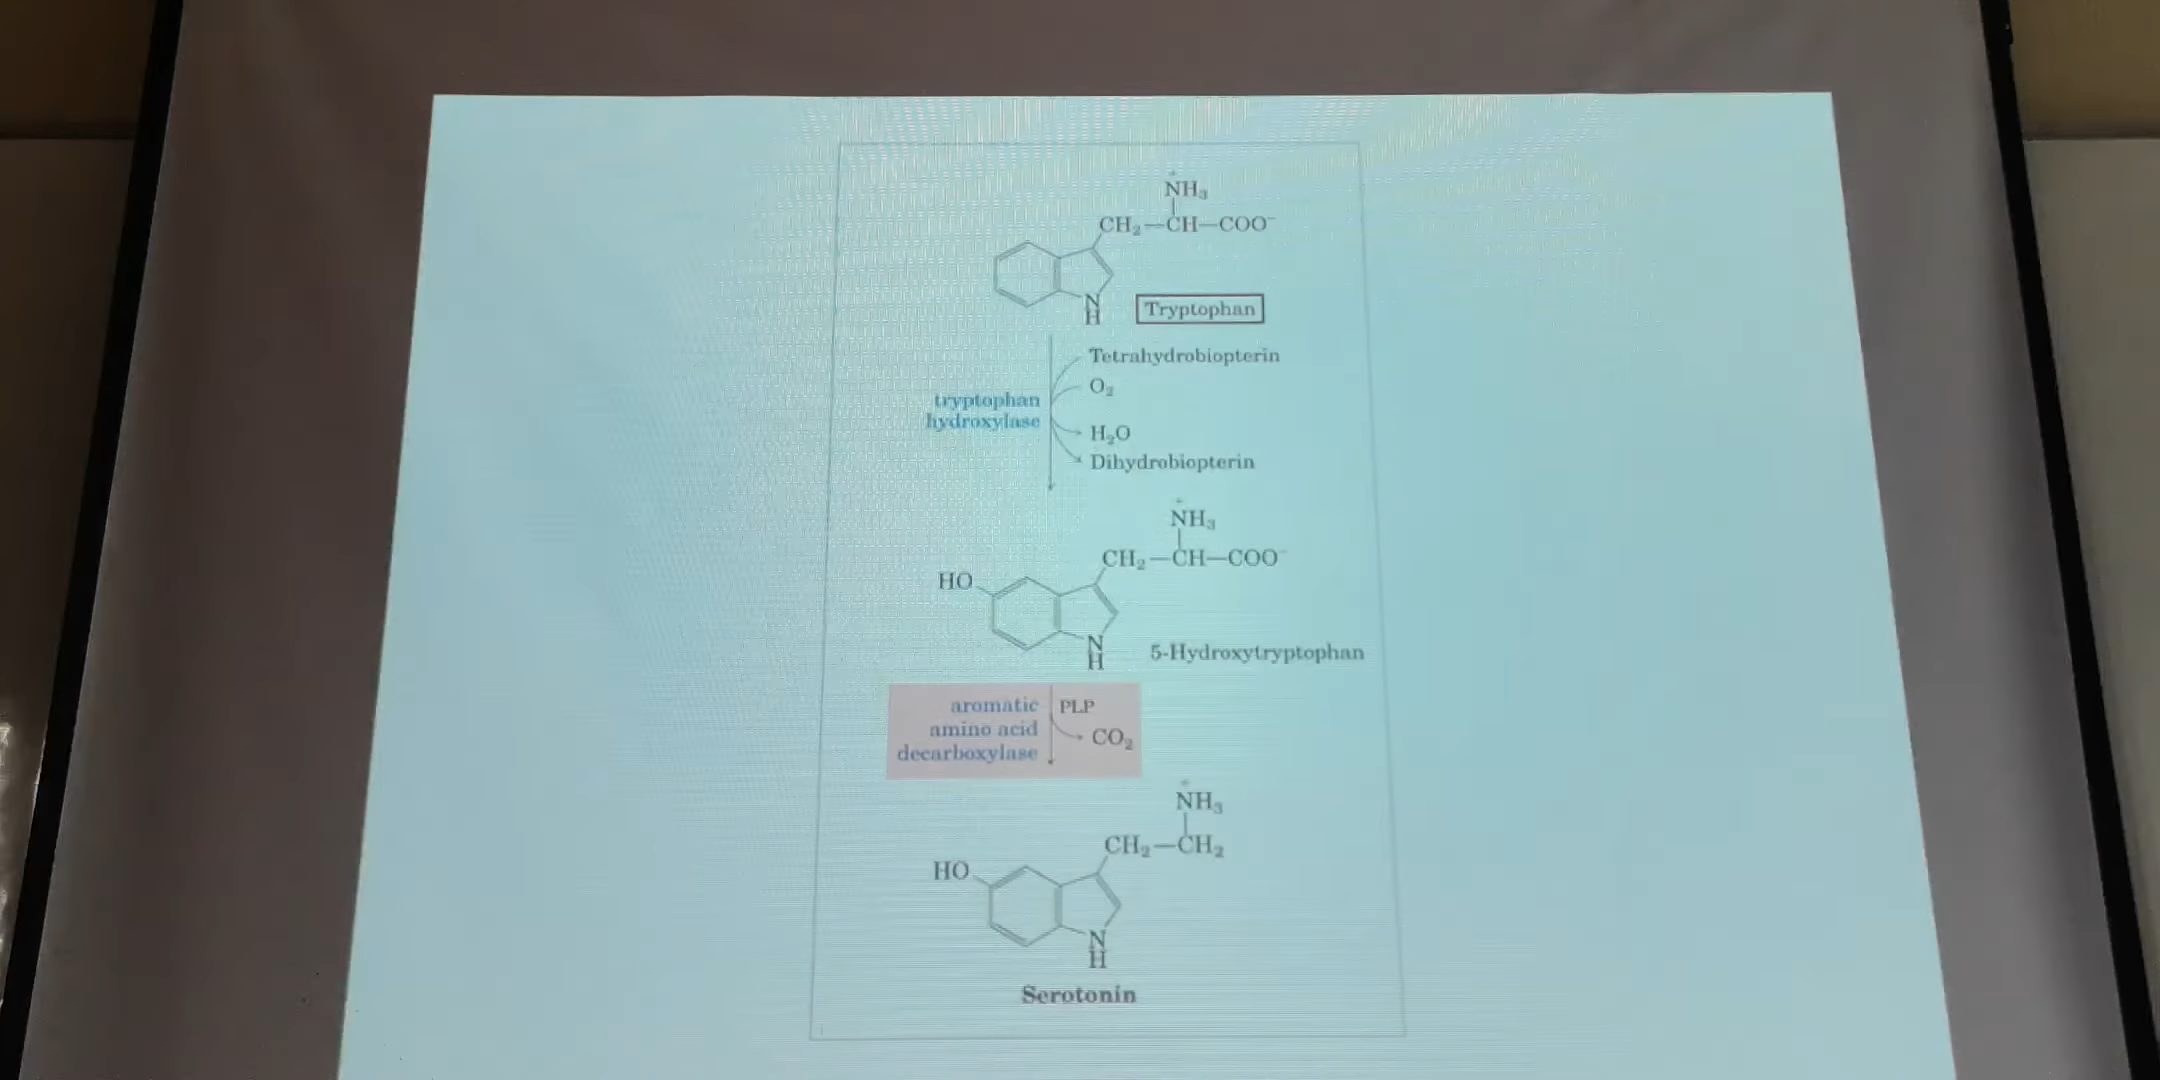 NH₃⁺
CH₂—CH—COO⁻
N
H
Tryptophan
Tetrahydrobiopterin
O₂
tryptophan
hydroxylase
H₂O
Dihydrobiopterin
NH₃⁺
CH₂—CH—COO⁻
HO
N
H
5-Hydroxytryptophan
aromatic PLP
amino acid CO₂
decarboxylase
NH₃⁺
CH₂—CH₂
HO
N
H
Serotonin